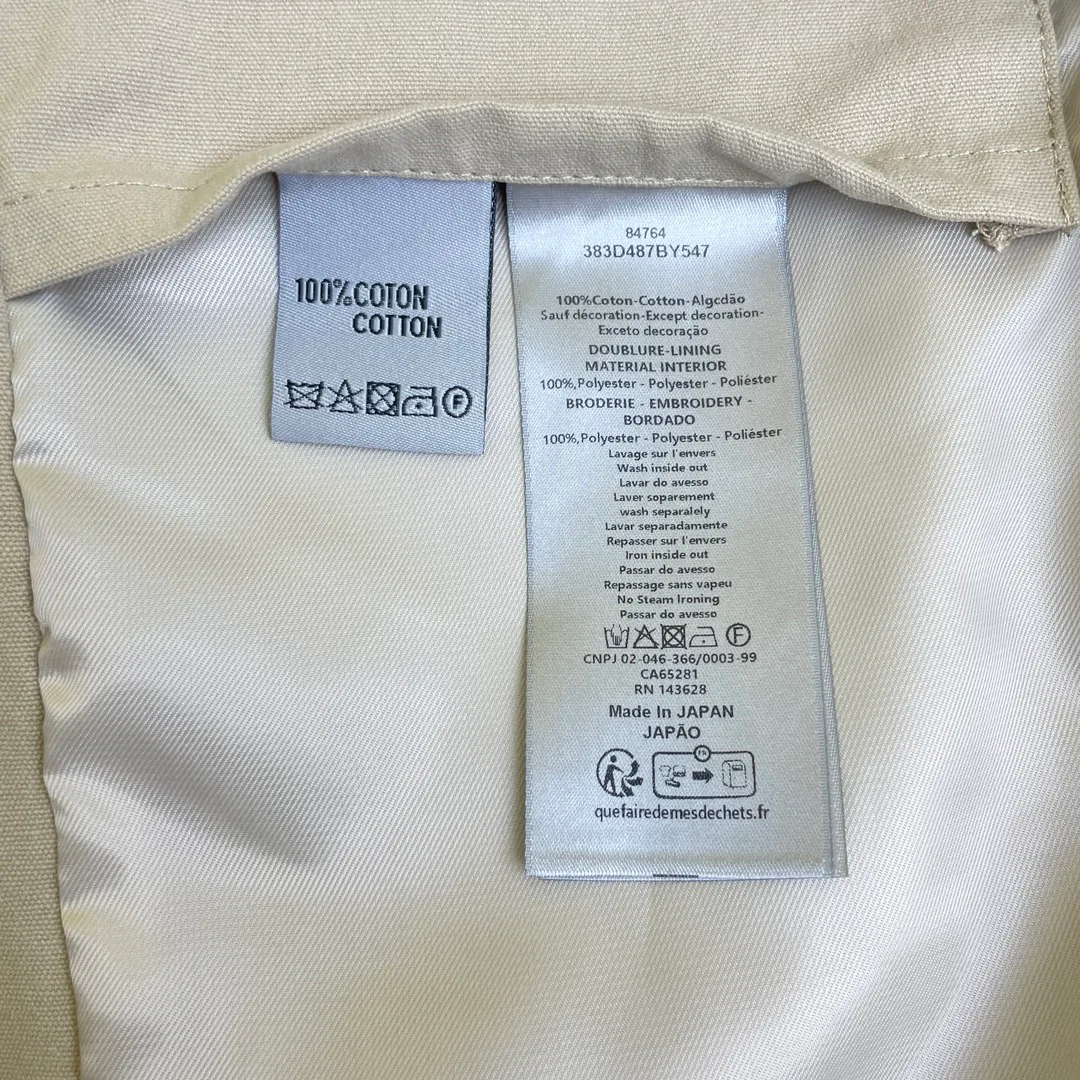 100%COTON
COTTON
F
84764
383D487BY547
100%Coton-Cotton-Algcdão
Sauf décoration-Except decoration-
Exceto decoração
DOUBLURE-LINING
MATERIAL INTERIOR
100%,Polyester - Polyester - Poliéster
BRODERIE - EMBROIDERY -
BORDADO
100%,Polyester - Polyester - Poliéster
Lavage sur l'envers
Wash inside out
Lavar do avesso
Laver soparement
wash separalely
Lavar separadamente
Repasser sur l'envers
Iron inside out
Passar do avesso
Repassage sans vapeu
No Steam Ironing
Passar do avesso
F
CNPJ 02-046-366/0003-99
CA65281
RN 143628
Made In JAPAN
JAPÃO
FR
quefairedemesdechets.fr